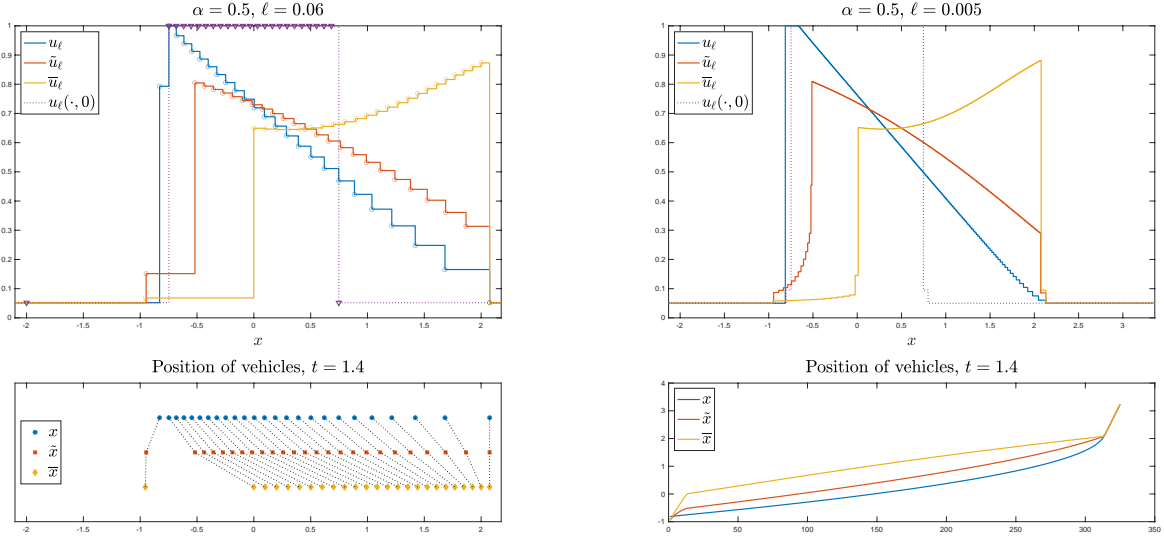 α = 0.5, ℓ = 0.06
1
0.9
0.8
0.7
0.6
0.5
0.4
0.3
0.2
0.1
0
u_ℓ
ũ_ℓ
u̅_ℓ
u_ℓ(·, 0)
-2 -1.5 -1 -0.5 0 0.5 1 1.5 2
x
α = 0.5, ℓ = 0.005
1
0.9
0.8
0.7
0.6
0.5
0.4
0.3
0.2
0.1
0
u_ℓ
ũ_ℓ
u̅_ℓ
u_ℓ(·, 0)
-2 -1.5 -1 -0.5 0 0.5 1 1.5 2 2.5 3
x
Position of vehicles, t = 1.4
x
x̃
x̅
-2 -1.5 -1 -0.5 0 0.5 1 1.5 2
Position of vehicles, t = 1.4
4
3
2
1
0
-1
x
x̃
x̅
0 50 100 150 200 250 300 350